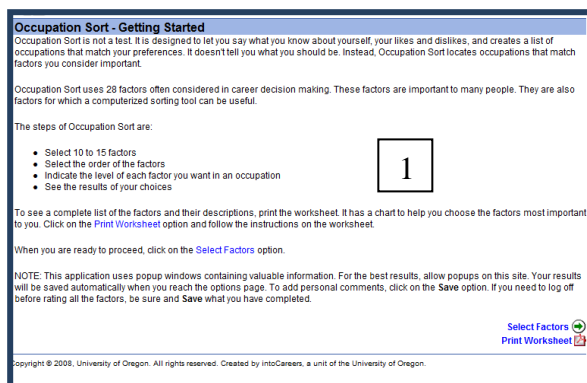 Occupation Sort - Getting Started
Occupation Sort is not a test. It is designed to let you say what you know about yourself, your likes and dislikes, and creates a list of
occupations that match your preferences. It doesn't tell you what you should be. Instead, Occupation Sort locates occupations that match
factors you consider important.
Occupation Sort uses 28 factors often considered in career decision making. These factors are important to many people. They are also
factors for which a computerized sorting tool can be useful.
The steps of Occupation Sort are:
Select 10 to 15 factors
Select the order of the factors
Indicate the level of each factor you want in an occupation
See the results of your choices
1
To see a complete list of the factors and their descriptions, print the worksheet. It has a chart to help you choose the factors most important
to you. Click on the Print Worksheet option and follow the instructions on the worksheet.
When you are ready to proceed, click on the Select Factors option.
NOTE: This application uses popup windows containing valuable information. For the best results, allow popups on this site. Your results
will be saved automatically when you reach the options page. To add personal comments, click on the Save option. If you need to log off
before rating all the factors, be sure and Save what you have completed.
Select Factors
Print Worksheet
Copyright © 2008, University of Oregon. All rights reserved. Created by intoCareers, a unit of the University of Oregon.